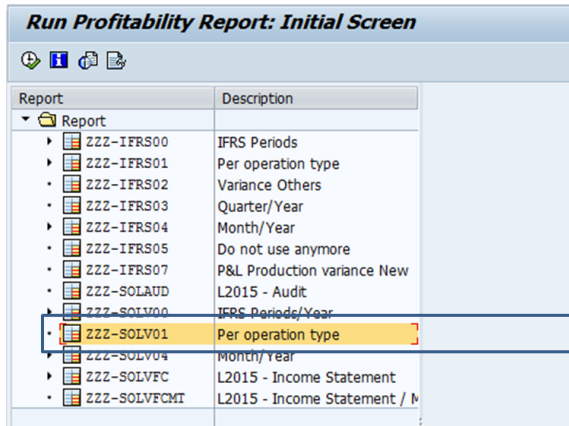 Run Profitability Report: Initial Screen
Report Description
Report
ZZZ-IFRS00 IFRS Periods
ZZZ-IFRS01 Per operation type
ZZZ-IFRS02 Variance Others
ZZZ-IFRS03 Quarter/Year
ZZZ-IFRS04 Month/Year
ZZZ-IFRS05 Do not use anymore
ZZZ-IFRS07 P&L Production variance New
ZZZ-SOLAUD L2015 - Audit
ZZZ-SOLV00 IFRS Periods/Year
ZZZ-SOLV01 Per operation type
ZZZ-SOLV04 Month/Year
ZZZ-SOLVFC L2015 - Income Statement
ZZZ-SOLVFCMT L2015 - Income Statement / M